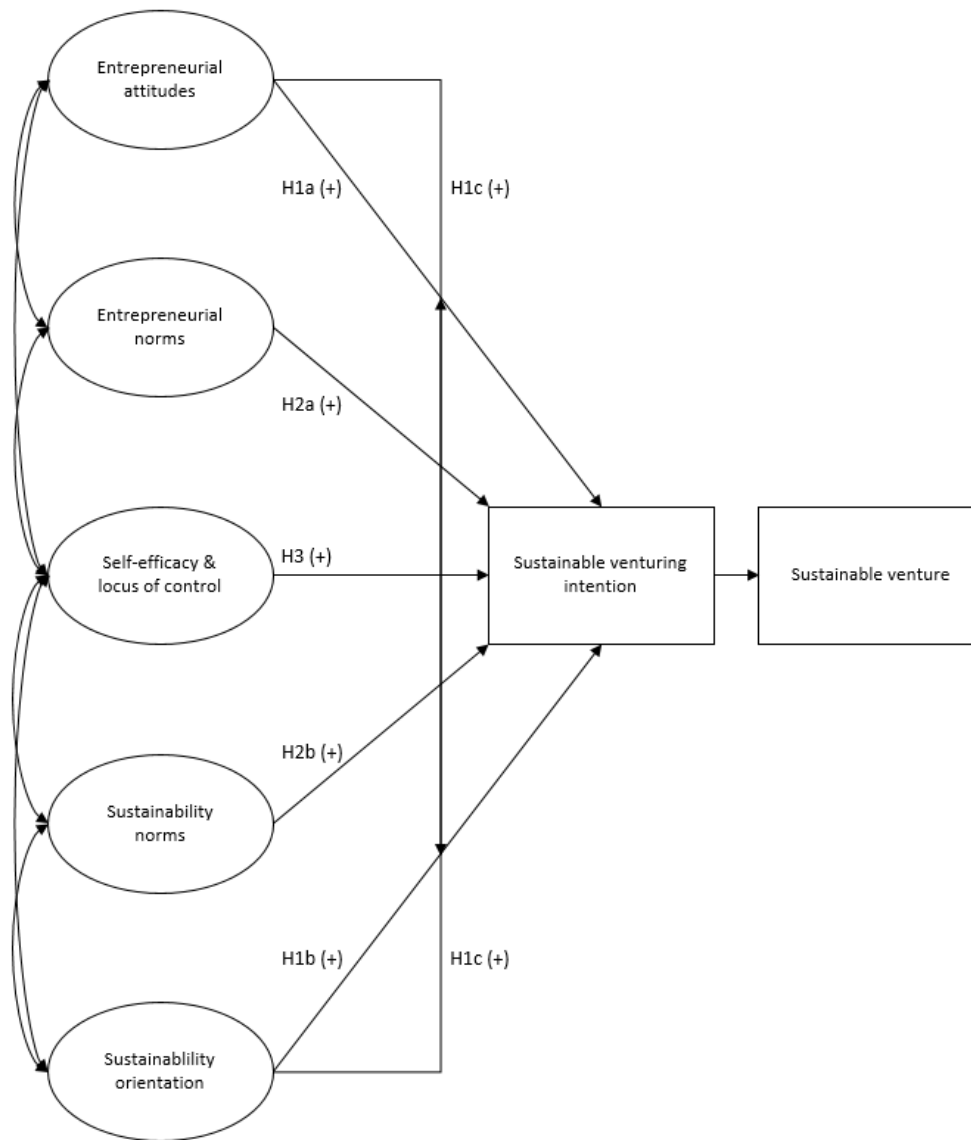 Entrepreneurial
attitudes
H1a (+)
H1c (+)
Entrepreneurial
norms
H2a (+)
Self-efficacy &
locus of control
H3 (+)
Sustainable venturing
intention
Sustainable venture
H2b (+)
Sustainability
norms
H1b (+)
H1c (+)
Sustainablility
orientation